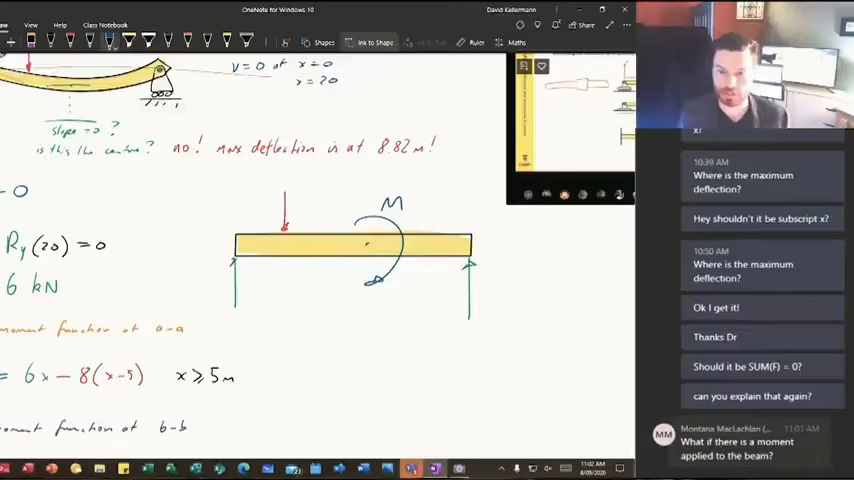 OneNote for Windows 10
David Kellermann
View
Help
Class Notebook
Shapes
Ink to Shape
Ink to Math
Ruler
Maths
Share
v=0 at x=0
x=20
slope=0?
is this the centre? no! Max deflection is at 8.82m!
= 0
Ry(20)=0
6 kN
M
moment function at a-a
= 6x - 8(x-5) x ≥ 5m
moment function at b-b
x?
10:39 AM
Where is the maximum
deflection?
Hey shouldn't it be subscript x?
10:50 AM
Where is the maximum
deflection?
Ok I get it!
Thanks Dr
Should it be SUM(F) = 0?
can you explain that again?
MM
Montana MacLachlan (... 11:01 AM
What if there is a moment
applied to the beam?
11:02 AM
8/09/2020